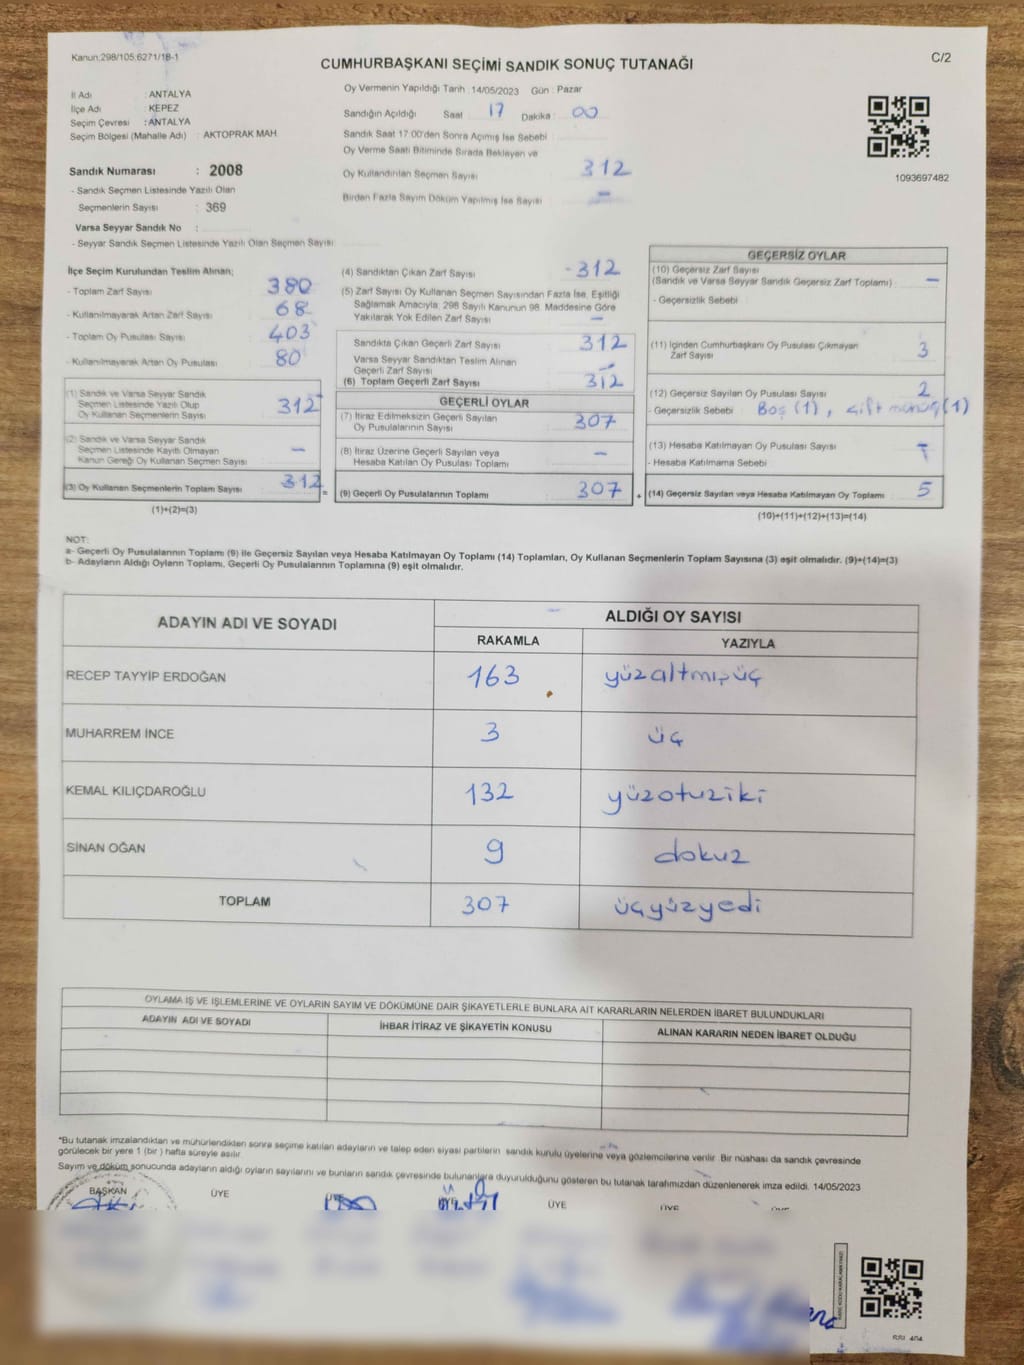 Kanun:298/105;6271/18-1
C/2
CUMHURBAŞKANI SEÇİMİ SANDIK SONUÇ TUTANAĞI
İl Adı : ANTALYA
İlçe Adı : KEPEZ
Seçim Çevresi : ANTALYA
Seçim Bölgesi (Mahalle Adı) : AKTOPRAK MAH.
Sandık Numarası : 2008
- Sandık Seçmen Listesinde Yazılı Olan
Seçmenlerin Sayısı : 369
Varsa Seyyar Sandık No :
- Seyyar Sandık Seçmen Listesinde Yazılı Olan Seçmen Sayısı
Oy Vermenin Yapıldığı Tarih :14/05/2023 Gün : Pazar
Sandığın Açıldığı Saat 17 Dakika : 00
Sandık Saat 17.00'den Sonra Açımış İse Sebebi
Oy Verme Saati Bitiminde Sırada Bekleyen ve
Oy Kullandırılan Seçmen Sayısı 312
Birden Fazla Sayım Döküm Yapılmış İse Sayısı –
1093697482
İlçe Seçim Kurulundan Teslim Alınan;
- Toplam Zarf Sayısı 380
- Kullanılmayarak Artan Zarf Sayısı 68
- Toplam Oy Pusulası Sayısı 403
- Kullanılmayarak Artan Oy Pusulası 80
(1) Sandık ve Varsa Seyyar Sandık
Seçmen Listesinde Yazılı Olup
Oy Kullanan Seçmenlerin Sayısı 312
(2) Sandık ve Varsa Seyyar Sandık
Seçmen Listesinde Kayıtlı Olmayan
Kanun Gereği Oy Kullanan Seçmen Sayısı –
(3) Oy Kullanan Seçmenlerin Toplam Sayısı 312
(1)+(2)=(3)
=
(4) Sandıktan Çıkan Zarf Sayısı -312
(5) Zarf Sayısı Oy Kullanan Seçmen Sayısından Fazla İse, Eşitliği
Sağlamak Amacıyla, 298 Sayılı Kanunun 98. Maddesine Göre
Yakılarak Yok Edilen Zarf Sayısı –
Sandıkta Çıkan Geçerli Zarf Sayısı 312
Varsa Seyyar Sandıktan Teslim Alınan
Geçerli Zarf Sayısı –
(6) Toplam Geçerli Zarf Sayısı 312
GEÇERLİ OYLAR
(7) İtiraz Edilmeksizin Geçerli Sayılan
Oy Pusulalarının Sayısı 307
(8) İtiraz Üzerine Geçerli Sayılan veya
Hesaba Katılan Oy Pusulası Toplamı –
(9) Geçerli Oy Pusulalarının Toplamı 307
+
GEÇERSİZ OYLAR
(10) Geçersiz Zarf Sayısı
(Sandık ve Varsa Seyyar Sandık Geçersiz Zarf Toplamı) –
- Geçersizlik Sebebi
(11) İçinden Cumhurbaşkanı Oy Pusulası Çıkmayan
Zarf Sayısı 3
(12) Geçersiz Sayılan Oy Pusulası Sayısı 2
- Geçersizlik Sebebi Boş (1),
(13) Hesaba Katılmayan Oy Pusulası Sayısı
- Hesaba Katılmama Sebebi
(14) Geçersiz Sayılan veya Hesaba Katılmayan Oy Toplamı 5
(10)+(11)+(12)+(13)=(14)
NOT:
a- Geçerli Oy Pusulalarının Toplamı (9) ile Geçersiz Sayılan veya Hesaba Katılmayan Oy Toplamı (14) Toplamları, Oy Kullanan Seçmenlerin Toplam Sayısına (3) eşit olmalıdır. (9)+(14)=(3)
b- Adayların Aldığı Oyların Toplamı, Geçerli Oy Pusulalarının Toplamına (9) eşit olmalıdır.
ADAYIN ADI VE SOYADI
ALDIĞI OY SAYISI
RAKAMLA YAZIYLA
RECEP TAYYİP ERDOĞAN 163 yüzaltmışüç
MUHARREM İNCE 3 üç
KEMAL KILIÇDAROĞLU 132 yüzotuziki
SİNAN OĞAN 9 dokuz
TOPLAM 307 üçyüzyedi
OYLAMA İŞ VE İŞLEMLERİNE VE OYLARIN SAYIM VE DÖKÜMÜNE DAİR ŞİKAYETLERLE BUNLARA AİT KARARLARIN NELERDEN İBARET BULUNDUKLARI
ADAYIN ADI VE SOYADI İHBAR İTİRAZ VE ŞİKAYETİN KONUSU ALINAN KARARIN NEDEN İBARET OLDUĞU
*Bu tutanak imzalandıktan ve mühürlendikten sonra seçime katılan adayların ve talep eden siyasi partilerin sandık kurulu üyelerine veya gözlemcilerine verilir. Bir nüshası da sandık çevresinde
görülecek bir yere 1 (bir) hafta süreyle asılır.
Sayım ve döküm sonucunda adayların aldığı oyların sayılarını ve bunların sandık çevresinde bulunanlara duyurulduğunu gösteren bu tutanak tarafımızdan düzenlenerek imza edildi. 14/05/2023
BAŞKAN ÜYE ÜYE ÜYE ÜYE ÜYE ÜYE